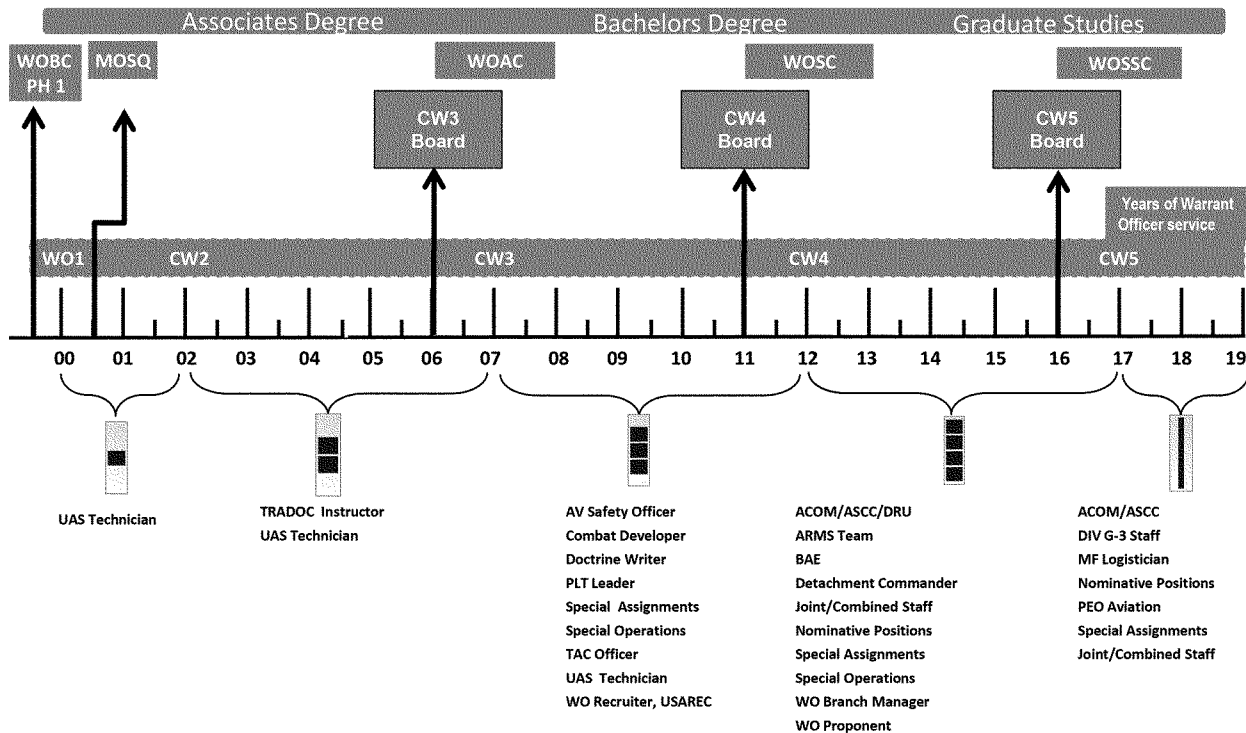 Associates Degree Bachelors Degree Graduate Studies
WOBC
PH 1
MOSQ
WOAC
WOSC
WOSSC
CW3
Board
CW4
Board
CW5
Board
Years of Warrant
Officer service
WO1 CW2 CW3 CW4 CW5
00 01 02 03 04 05 06 07 08 09 10 11 12 13 14 15 16 17 18 19
UAS Technician
TRADOC Instructor
UAS Technician
AV Safety Officer
Combat Developer
Doctrine Writer
PLT Leader
Special Assignments
Special Operations
TAC Officer
UAS Technician
WO Recruiter, USAREC
ACOM/ASCC/DRU
ARMS Team
BAE
Detachment Commander
Joint/Combined Staff
Nominative Positions
Special Assignments
Special Operations
WO Branch Manager
WO Proponent
ACOM/ASCC
DIV G-3 Staff
MF Logistician
Nominative Positions
PEO Aviation
Special Assignments
Joint/Combined Staff